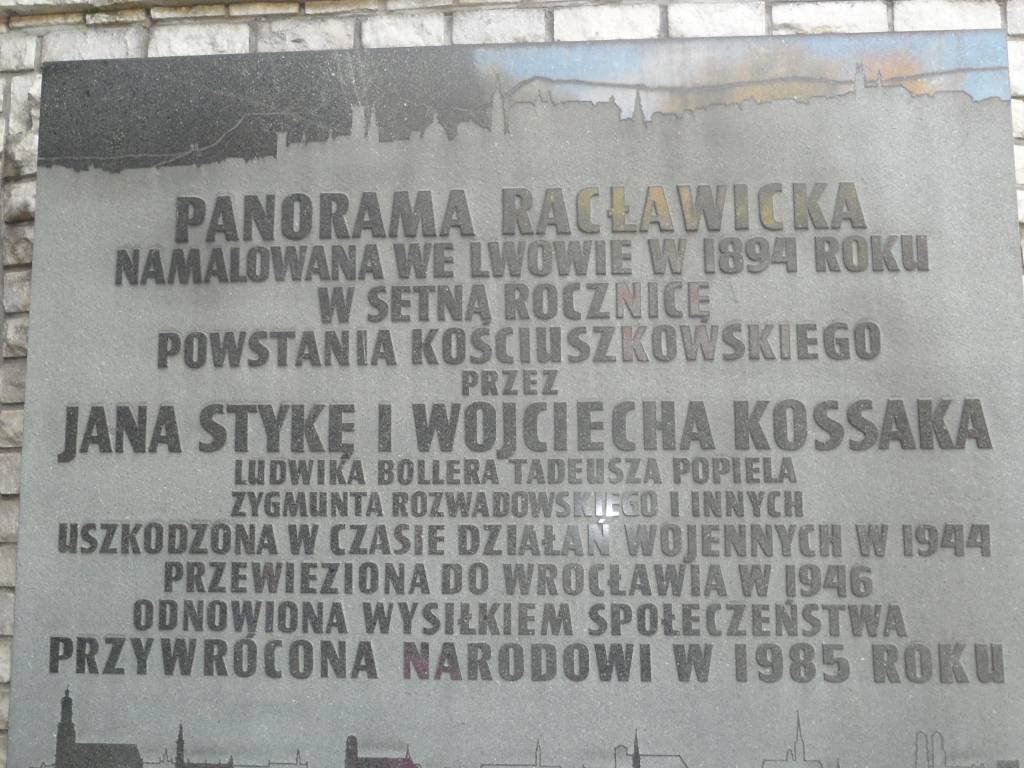 PANORAMA RACŁAWICKA
NAMALOWANA WE LWOWIE W 1894 ROKU
W SETNĄ ROCZNICĘ
POWSTANIA KOŚCIUSZKOWSKIEGO
PRZEZ
JANA STYKĘ I WOJCIECHA KOSSAKA
LUDWIKA BOLLERA TADEUSZA POPIELA
ZYGMUNTA ROZWADOWSKIEGO I INNYCH
USZKODZONA W CZASIE DZIAŁAŃ WOJENNYCH W 1944
PRZEWIEZIONA DO WROCŁAWIA W 1946
ODNOWIONA WYSIŁKIEM SPOŁECZEŃSTWA
PRZYWRÓCONA NARODOWI W 1985 ROKU